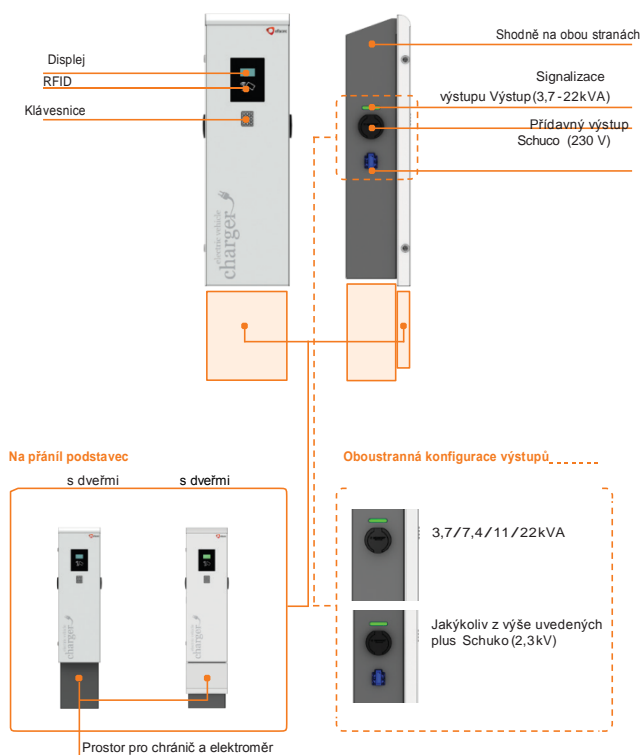 Displej
RFID
Klávesnice
Shodně na obou stranách
Signalizace
výstupu Výstup (3,7-22kVA
Přídavný výstup
Schuco (230 V)
electric vehicle
charger
Na přáníl podstavec
s dveřmi
s dveřmi
Prostor pro chránič a elektroměr
Oboustranná konfigurace výstupů
3,7/7,4/11/22kVA
Jakýkoliv z výše uvedených
plus Schuko (2,3kV)